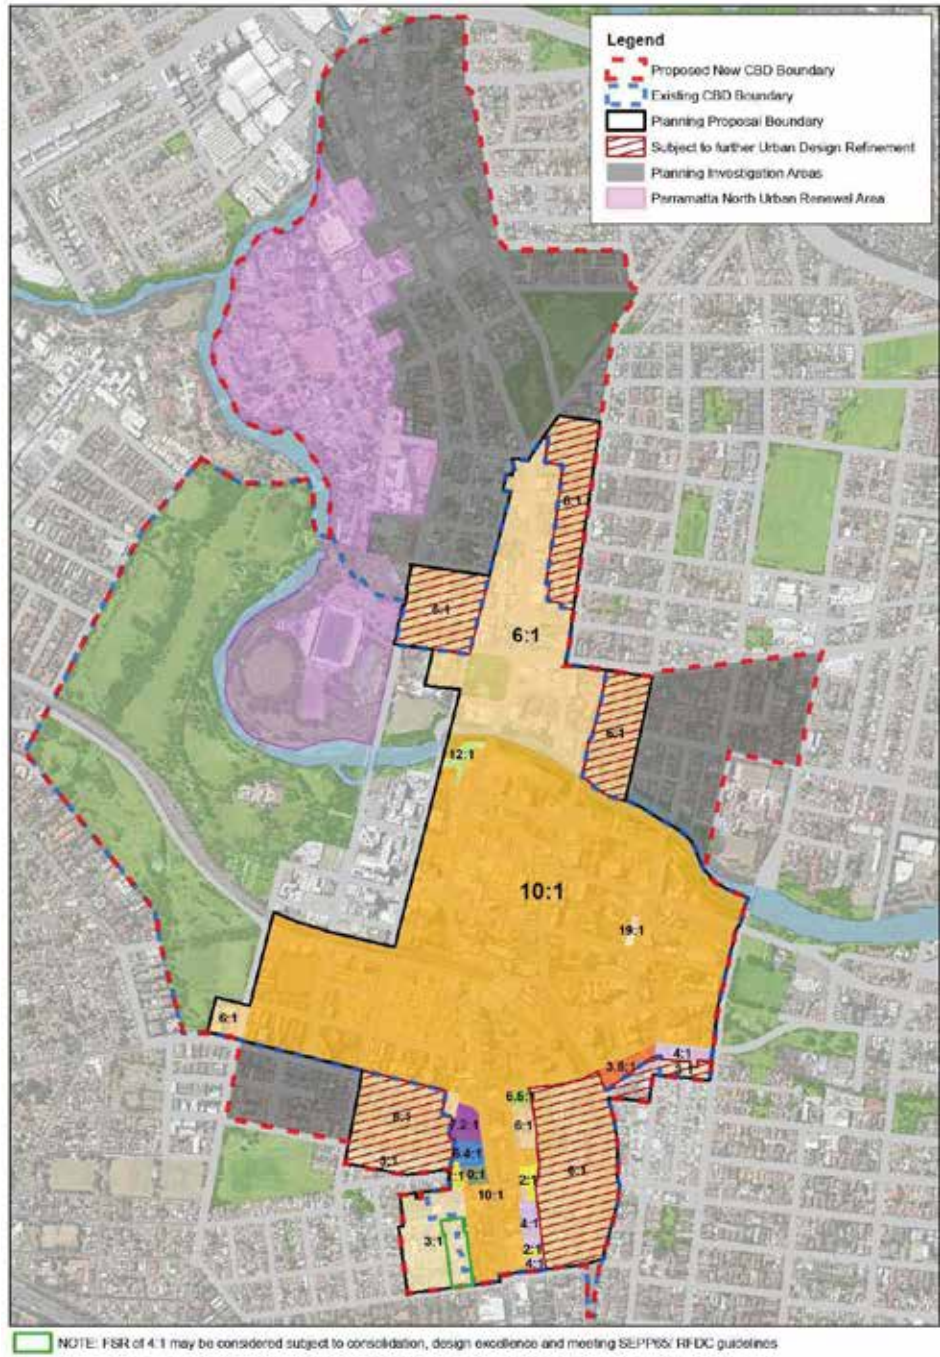 Legend
Proposed New CBD Boundary
Existing CBD Boundary
Planning Proposal Boundary
Subject to further Urban Design Refinement
Planning Investigation Areas
Parramatta North Urban Renewal Area
6:1
6:1
6:1
6:1
12:1
10:1
19:1
6:1
4:1
3:1
6:1
7.2:1
6.4:1
9:1
3:1
10:1
6:1
2:1
6:1
4:1
2:1
4:1
3:1
NOTE: FSR of 4:1 may be considered subject to consolidation, design excellence and meeting SEPP65/ RFDC guidelines